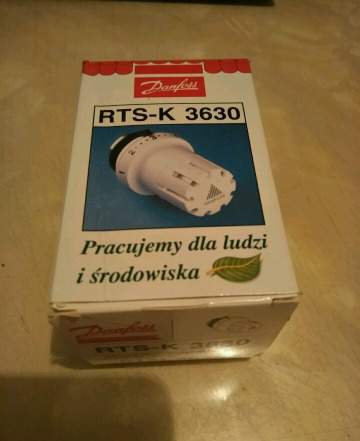 Danfoss
RTS-K 3630
Pracujemy dla ludzi
i środowiska
Danfoss
RTS-K 3630